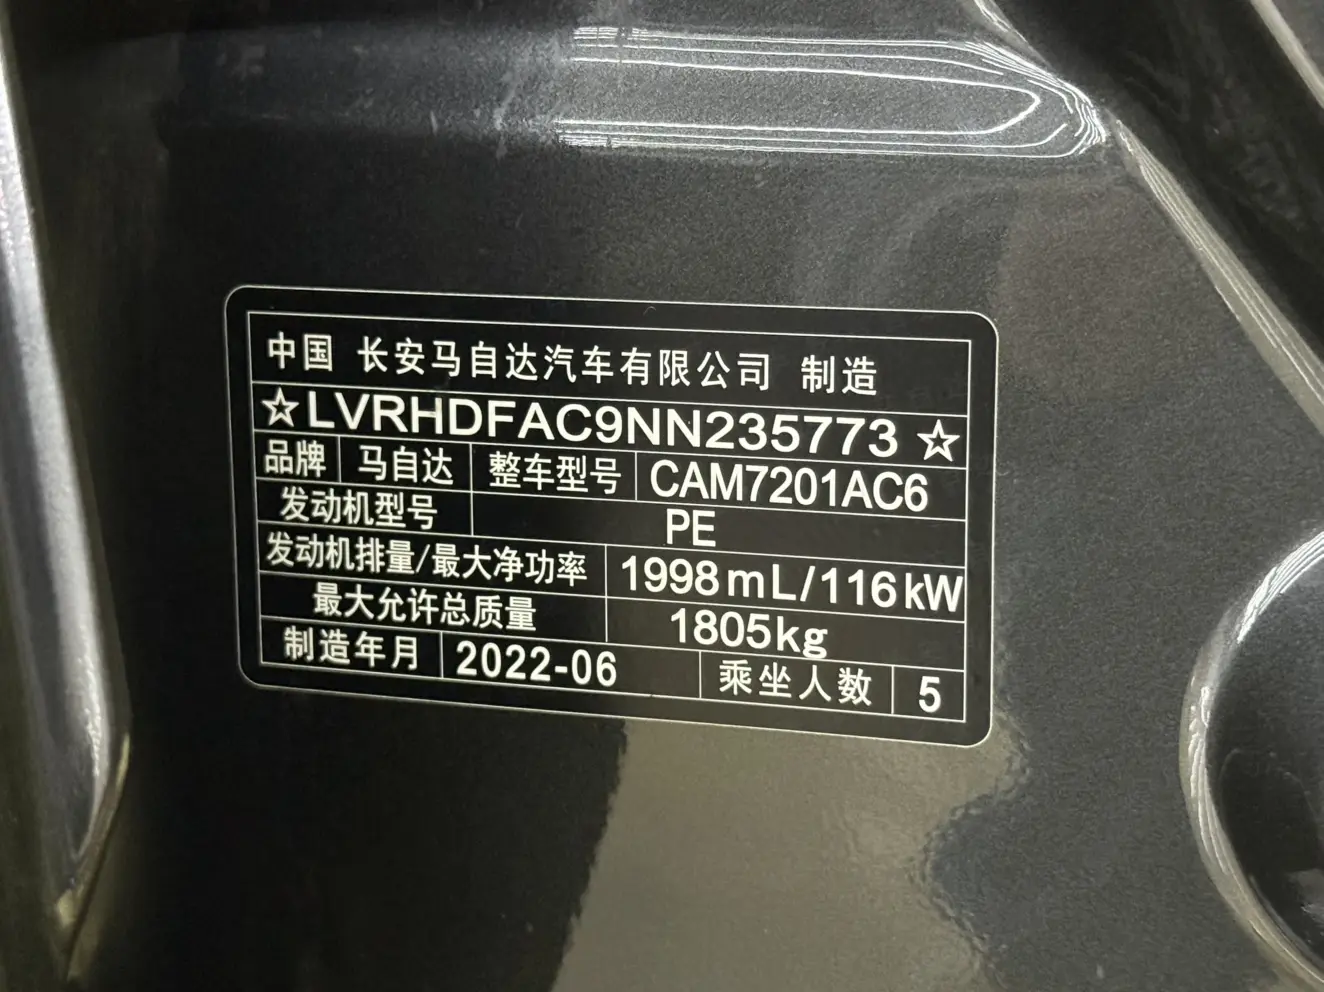 中国 长安马自达汽车有限公司 制造
☆LVRHDFAC9NN235773☆
品牌 马自达 整车型号 CAM7201AC6
发动机型号 PE
发动机排量/最大净功率 1998mL/116kW
最大允许总质量 1805kg
制造年月 2022-06 乘坐人数 5